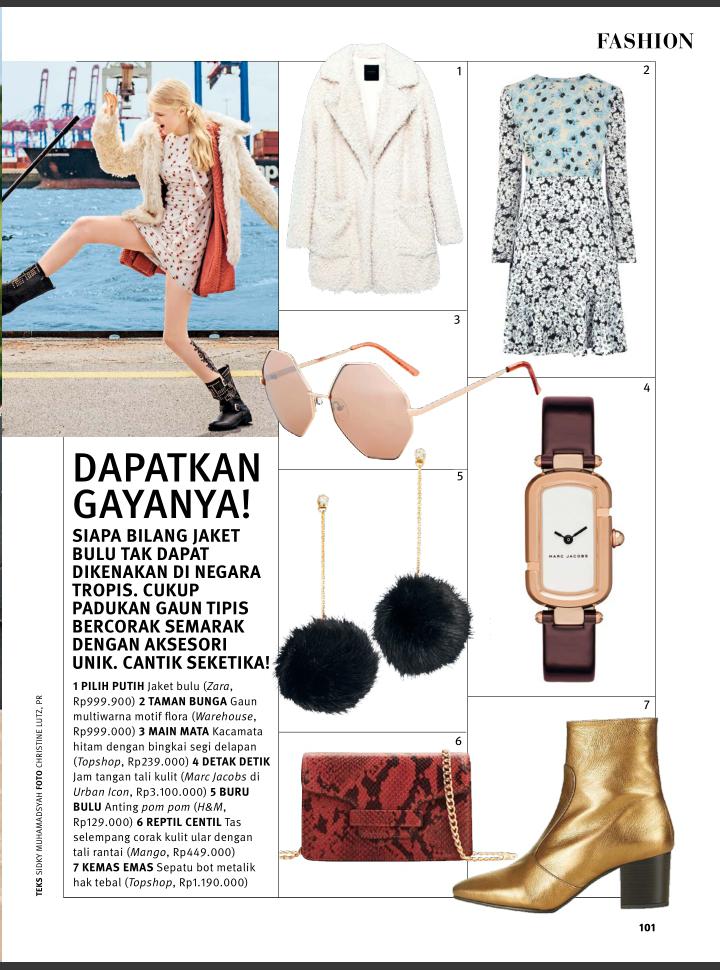 FASHION
1
2
3
4
5
6
7
DAPATKAN
GAYANYA!
SIAPA BILANG JAKET
BULU TAK DAPAT
DIKENAKAN DI NEGARA
TROPIS. CUKUP
PADUKAN GAUN TIPIS
BERCORAK SEMARAK
DENGAN AKSESORI
UNIK. CANTIK SEKETIKA!
1 PILIH PUTIH Jaket bulu (Zara,
Rp999.900) 2 TAMAN BUNGA Gaun
multiwarna motif flora (Warehouse,
Rp999.000) 3 MAIN MATA Kacamata
hitam dengan bingkai segi delapan
(Topshop, Rp239.000) 4 DETAK DETIK
Jam tangan tali kulit (Marc Jacobs di
Urban Icon, Rp3.100.000) 5 BURU
BULU Anting pom pom (H&M,
Rp129.000) 6 REPTIL CENTIL Tas
selempang corak kulit ular dengan
tali rantai (Mango, Rp449.000)
7 KEMAS EMAS Sepatu bot metalik
hak tebal (Topshop, Rp1.190.000)
TEKS SIDKY MUHAMADSYAH FOTO CHRISTINE LUTZ, PR
MARC JACOBS
101